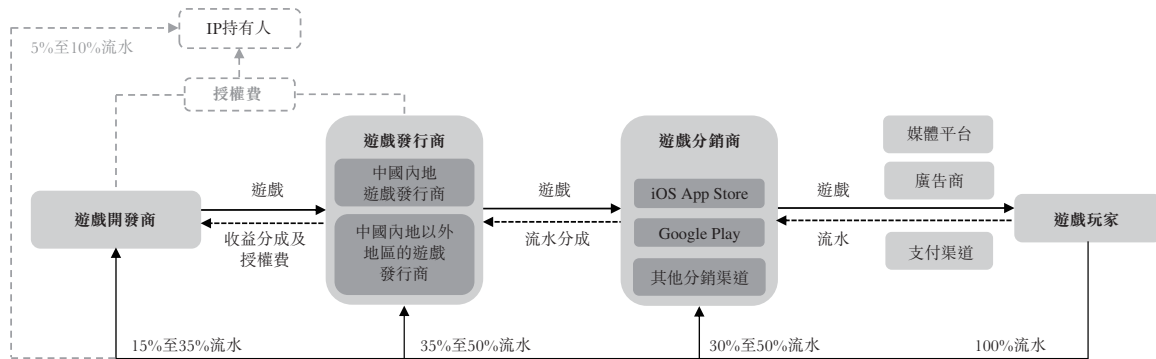 IP持有人
5%至10%流水
授權費
遊戲發行商
中國內地
遊戲發行商
中國內地以外
地區的遊戲
發行商
遊戲分銷商
iOS App Store
Google Play
其他分銷渠道
媒體平台
廣告商
支付渠道
遊戲開發商
遊戲
收益分成及
授權費
遊戲
流水分成
遊戲
流水
遊戲玩家
15%至35%流水
35%至50%流水
30%至50%流水
100%流水